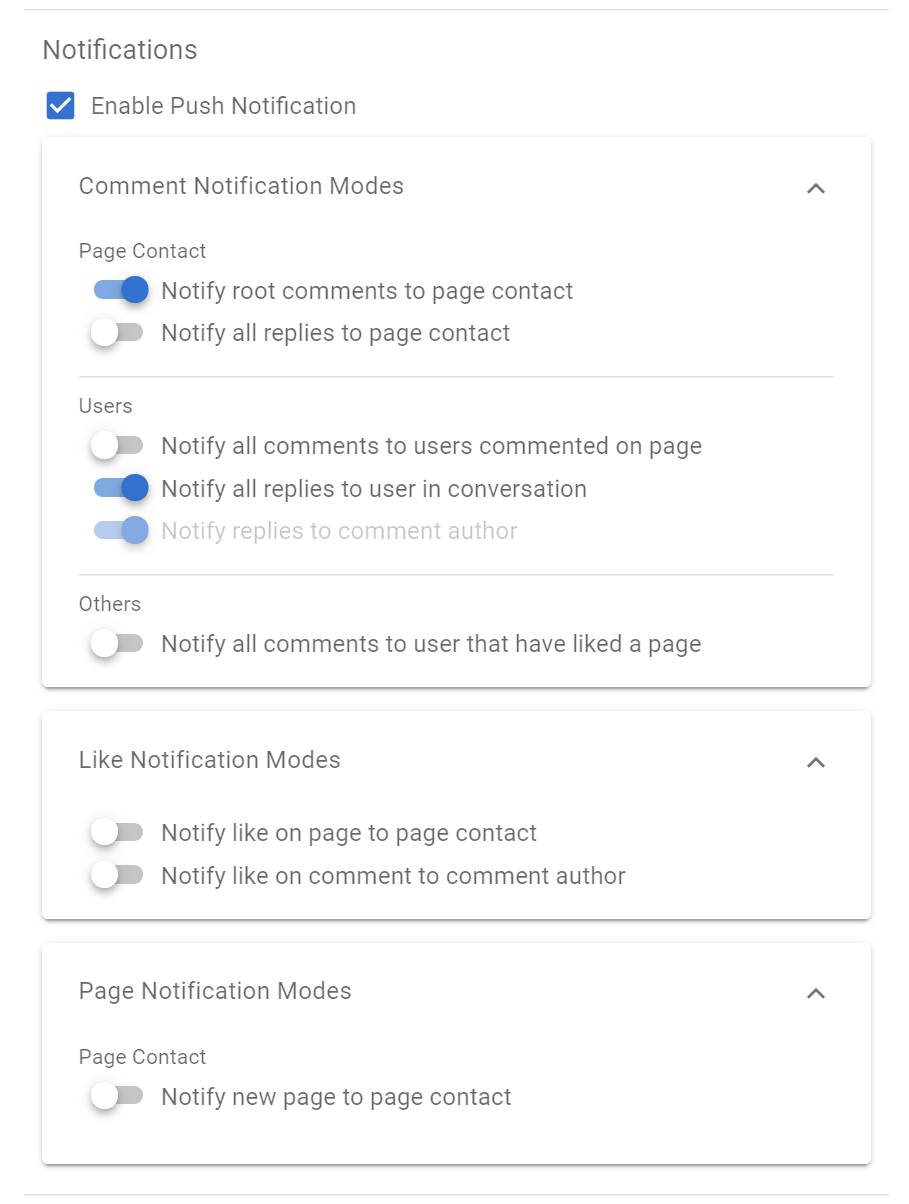 Notifications
Enable Push Notification
Comment Notification Modes
Page Contact
Notify root comments to page contact
Notify all replies to page contact
Users
Notify all comments to users commented on page
Notify all replies to user in conversation
Notify replies to comment author
Others
Notify all comments to user that have liked a page
Like Notification Modes
Notify like on page to page contact
Notify like on comment to comment author
Page Notification Modes
Page Contact
Notify new page to page contact